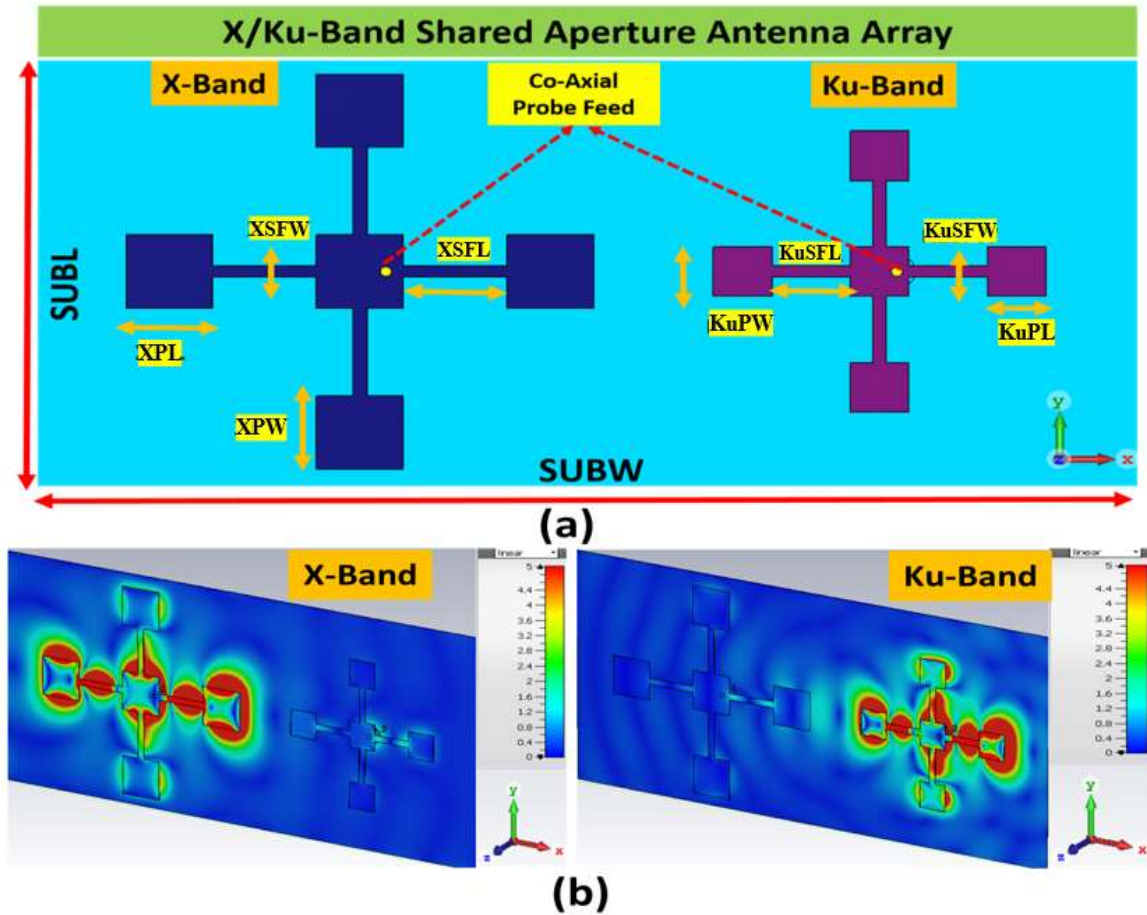 X/Ku-Band Shared Aperture Antenna Array
X-Band
Co-Axial
Probe Feed
Ku-Band
XSFW
XSFL
KuSFL
KuSFW
SUBL
XPL
KuPW
KuPL
XPW
y
z
x
SUBW
(a)
X-Band
linear
5
4.4
3.6
3.2
2.8
2.4
2
1.6
1.2
0.8
0.4
0
y
z
x
Ku-Band
linear
5
4.4
3.6
3.2
2.8
2.4
2
1.6
1.2
0.8
0.4
0
y
z
x
(b)